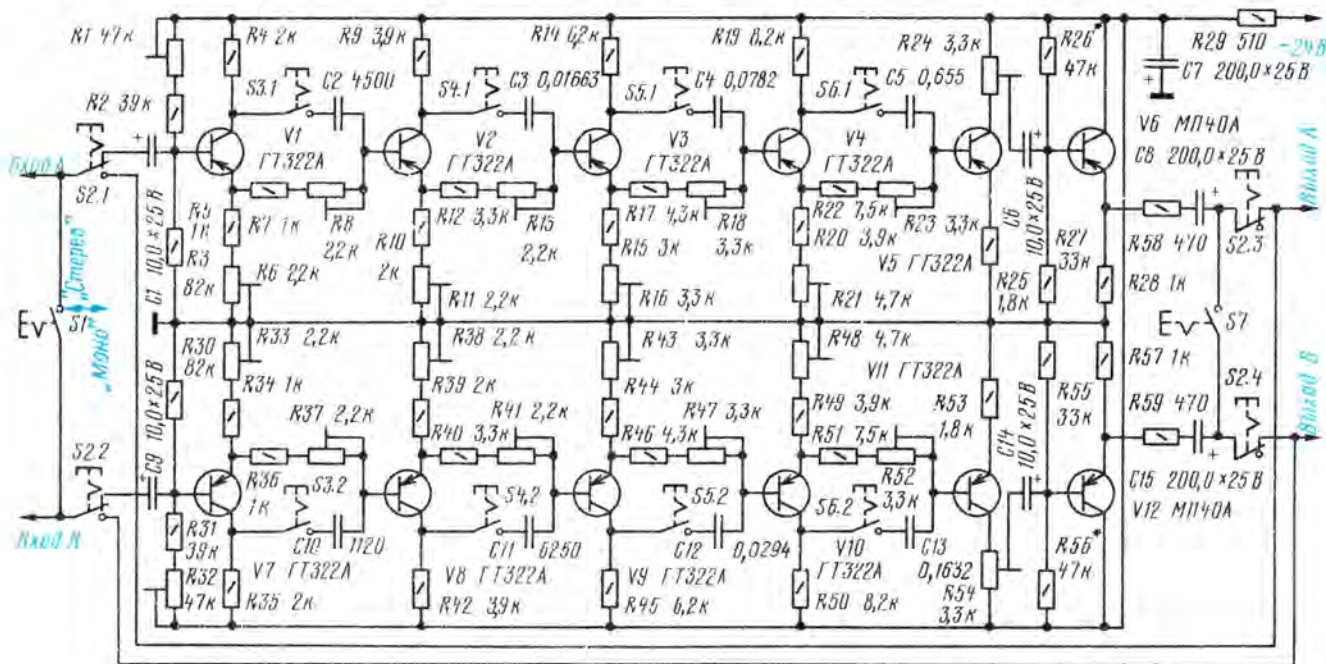 R1 47к
R4 2к
R9 3,9к
R14 6,2к
R19 8,2к
R24 3,3к
R26*
47к
R29 510
−24В
C7 200,0×25В
R2 39к
S3.1
C2 4500
S4.1
C3 0,01663
S5.1
C4 0,0782
S6.1
C5 0,655
V6 МП40А
C8 200,0×25В
Вход А
S2.1
V1
ГТ322А
V2
ГТ322А
V3
ГТ322А
V4
ГТ322А
Выход А
C1 10,0×25В
R5
1К
R3
82к
R7 1к
R8
2,2к
R12 3,3к
R15
2,2к
R17 4,3к
R18
3,3к
R22 7,5к
R23 3,3к
C6
10,0×25В
R10
2к
R15 3к
R20 3,9к
R27
33к
R58 470
S2.3
V5 ГТ322А
R6 2,2к
R11 2,2к
R16 3,3к
R21 4,7к
R25
1,8к
R28 1к
„Стерео"
S1
„Моно"
R33 2,2к
R38 2,2к
R43 3,3к
R48 4,7к
S7
R30
82к
R34 1к
R39 2к
R44 3к
V11 ГТ322А
R57 1к
C9 10,0×25В
R37 2,2к
R41 2,2к
R47 3,3к
R49 3,9к
R53
1,8к
C14
10,0×25В
R55
33к
R59 470
S2.4
Выход В
S2.2
R36
1к
R40 3,3к
R46 4,3к
R51 7,5к
R52
3,3к
S3.2
S4.2
S5.2
S6.2
C15 200,0×25В
V12 МП40А
R31
39к
C10 1120
C11 6250
C12
0,0294
V10
ГТ322А
C13
0,1632
R56*
47к
R32
47к
V7 ГТ322А
V8 ГТ322А
V9 ГТ322А
R35 2к
R42 3,9к
R45 6,2к
R50 8,2к
R54
3,3к